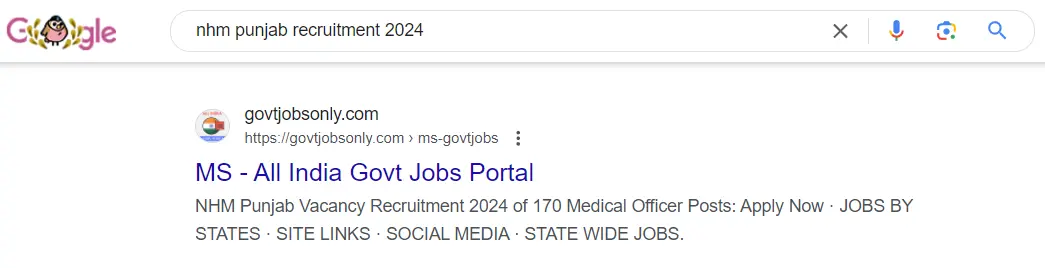 Google
nhm punjab recruitment 2024
govtjobsonly.com
https://govtjobsonly.com › ms-govtjobs
MS - All India Govt Jobs Portal
NHM Punjab Vacancy Recruitment 2024 of 170 Medical Officer Posts: Apply Now · JOBS BY
STATES · SITE LINKS · SOCIAL MEDIA · STATE WIDE JOBS.